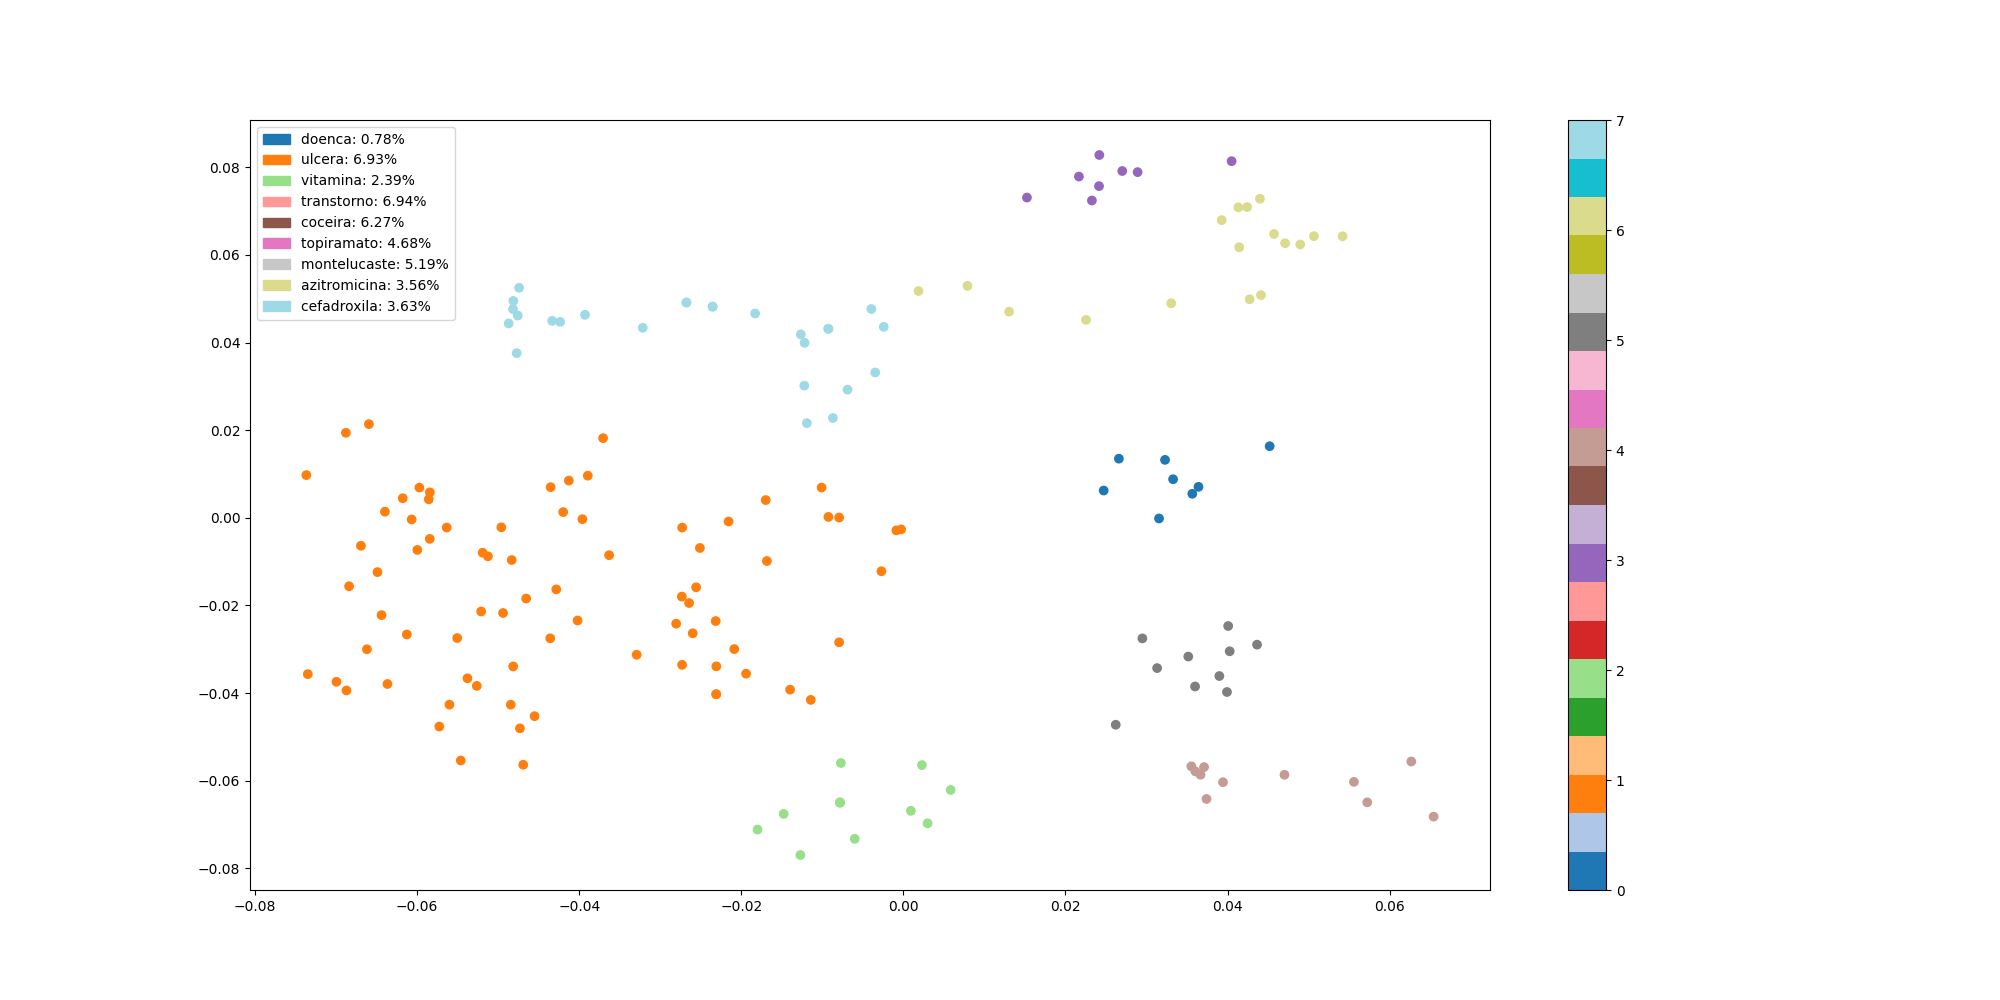 doenca: 0.78%
ulcera: 6.93%
vitamina: 2.39%
transtorno: 6.94%
coceira: 6.27%
topiramato: 4.68%
montelucaste: 5.19%
azitromicina: 3.56%
cefadroxila: 3.63%
0.08
0.06
0.04
0.02
0.00
−0.02
−0.04
−0.06
−0.08
−0.08 −0.06 −0.04 −0.02 0.00 0.02 0.04 0.06
7
6
5
4
3
2
1
0